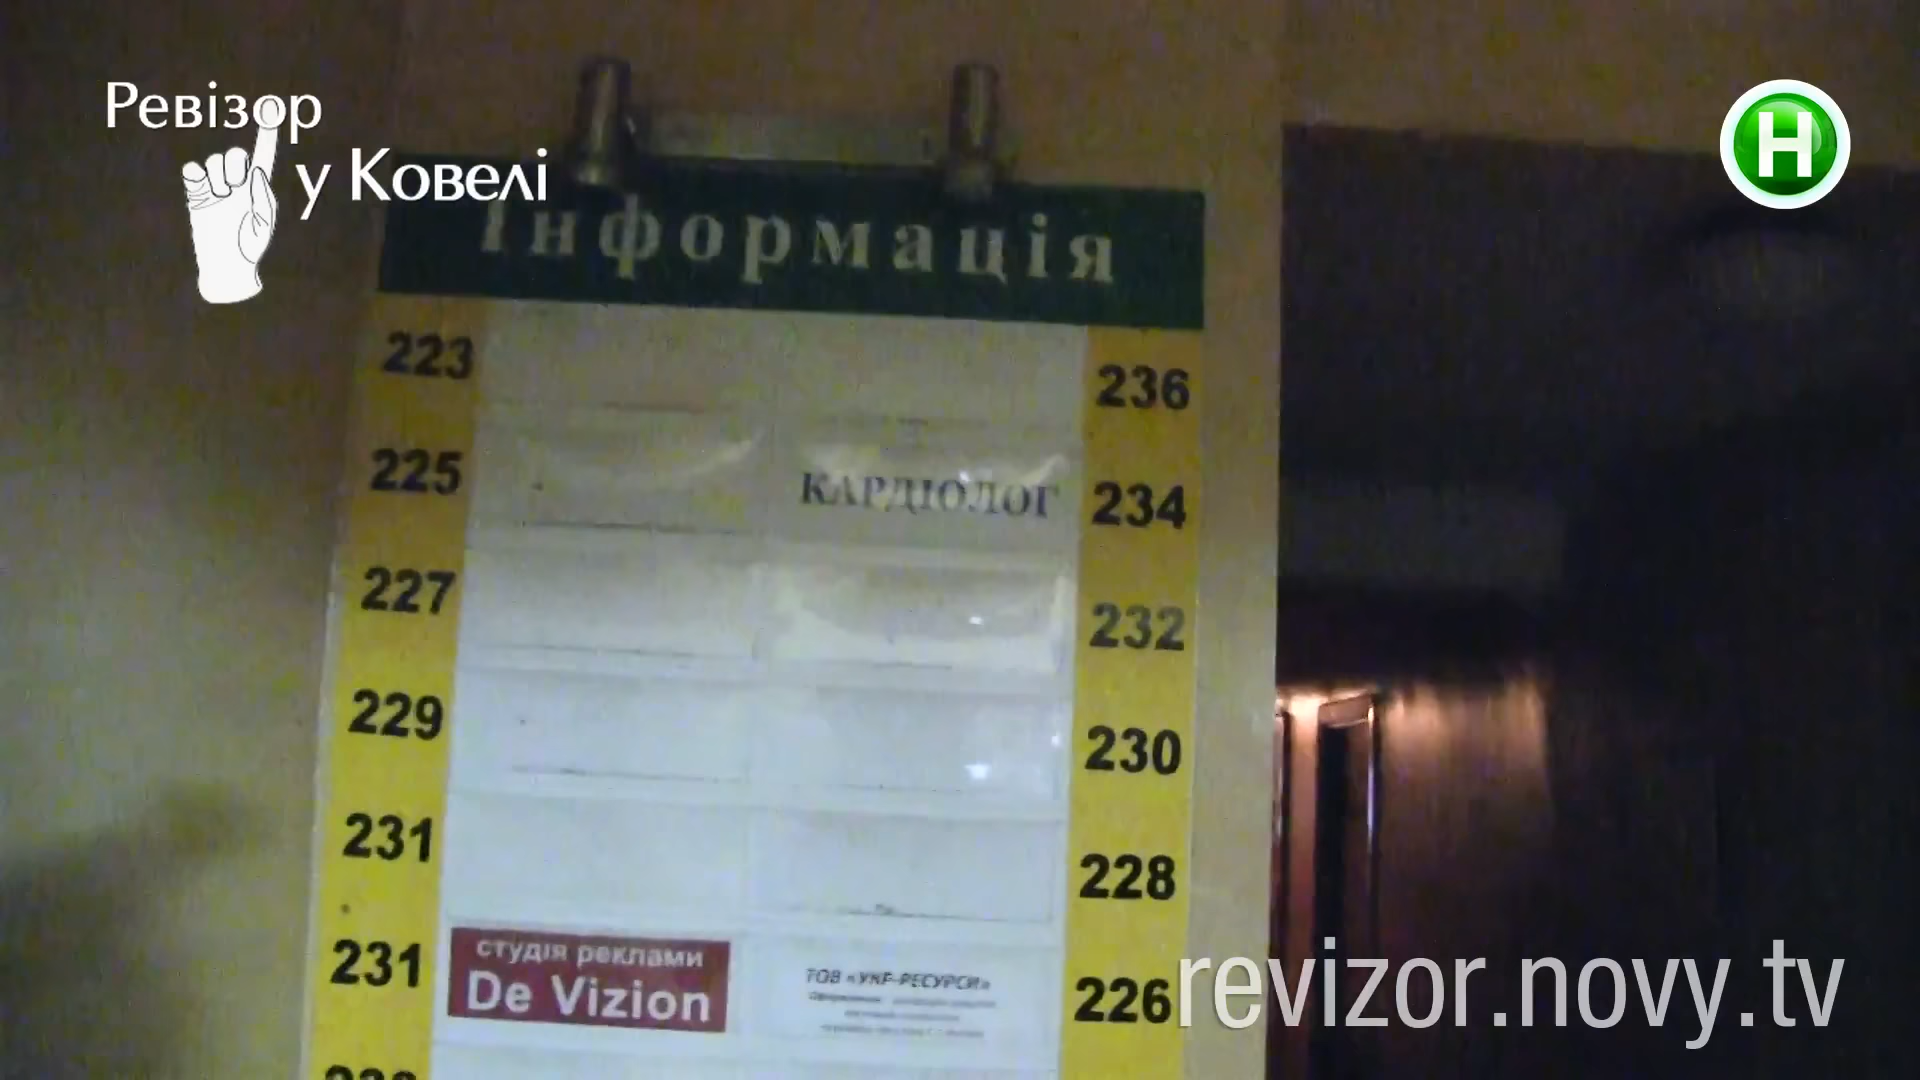 Ревізор
у Ковелі
Н
Інформація
223
236
225
КАРДІОЛОГ
234
227
232
229
230
231
228
231
студія реклами
De Vizion
ТОВ «УКР-РЕСУРСИ»
226
revizor.novy.tv